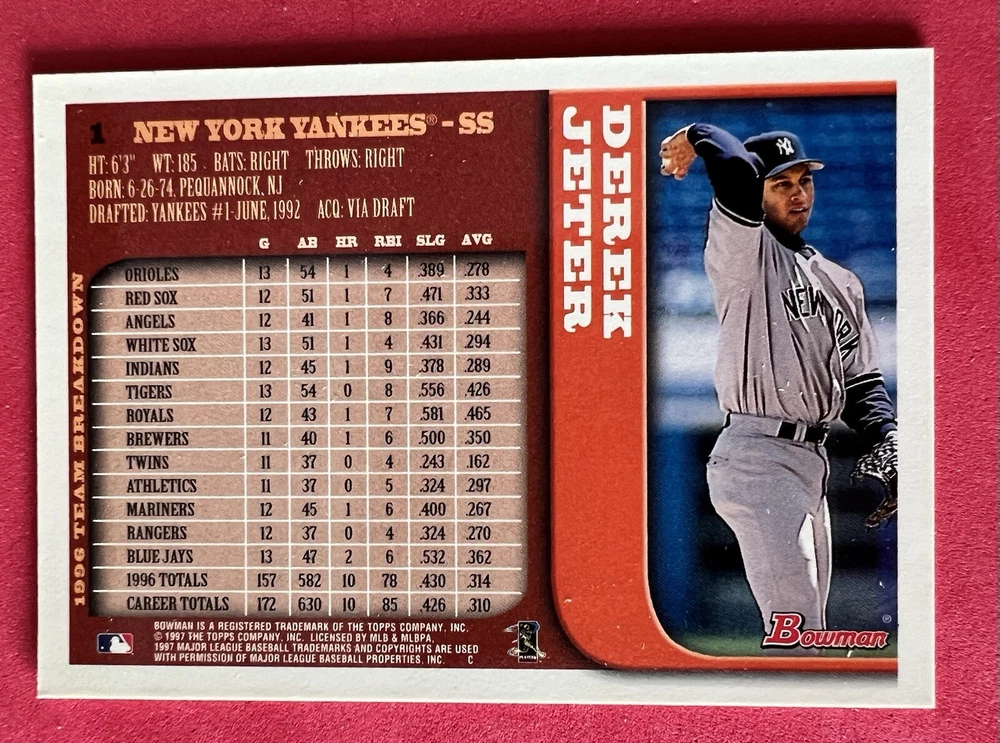 1 NEW YORK YANKEES® - SS
HT: 6'3" WT: 185 BATS: RIGHT THROWS: RIGHT
BORN: 6-26-74, PEQUANNOCK, NJ
DRAFTED: YANKEES #1-JUNE, 1992 ACQ: VIA DRAFT
1996 TEAM BREAKDOWN
G AB HR RBI SLG AVG
ORIOLES 13 54 1 4 .389 .278
RED SOX 12 51 1 7 .471 .333
ANGELS 12 41 1 8 .366 .244
WHITE SOX 13 51 1 4 .431 .294
INDIANS 12 45 1 9 .378 .289
TIGERS 13 54 0 8 .556 .426
ROYALS 12 43 1 7 .581 .465
BREWERS 11 40 1 6 .500 .350
TWINS 11 37 0 4 .243 .162
ATHLETICS 11 37 0 5 .324 .297
MARINERS 12 45 1 6 .400 .267
RANGERS 12 37 0 4 .324 .270
BLUE JAYS 13 47 2 6 .532 .362
1996 TOTALS 157 582 10 78 .430 .314
CAREER TOTALS 172 630 10 85 .426 .310
BOWMAN IS A REGISTERED TRADEMARK OF THE TOPPS COMPANY, INC.
© 1997 THE TOPPS COMPANY, INC. LICENSED BY MLB & MLBPA,
1997 MAJOR LEAGUE BASEBALL TRADEMARKS AND COPYRIGHTS ARE USED
WITH PERMISSION OF MAJOR LEAGUE BASEBALL PROPERTIES, INC. C
DEREK
JETER
NY
NEW YORK
Bowman ®